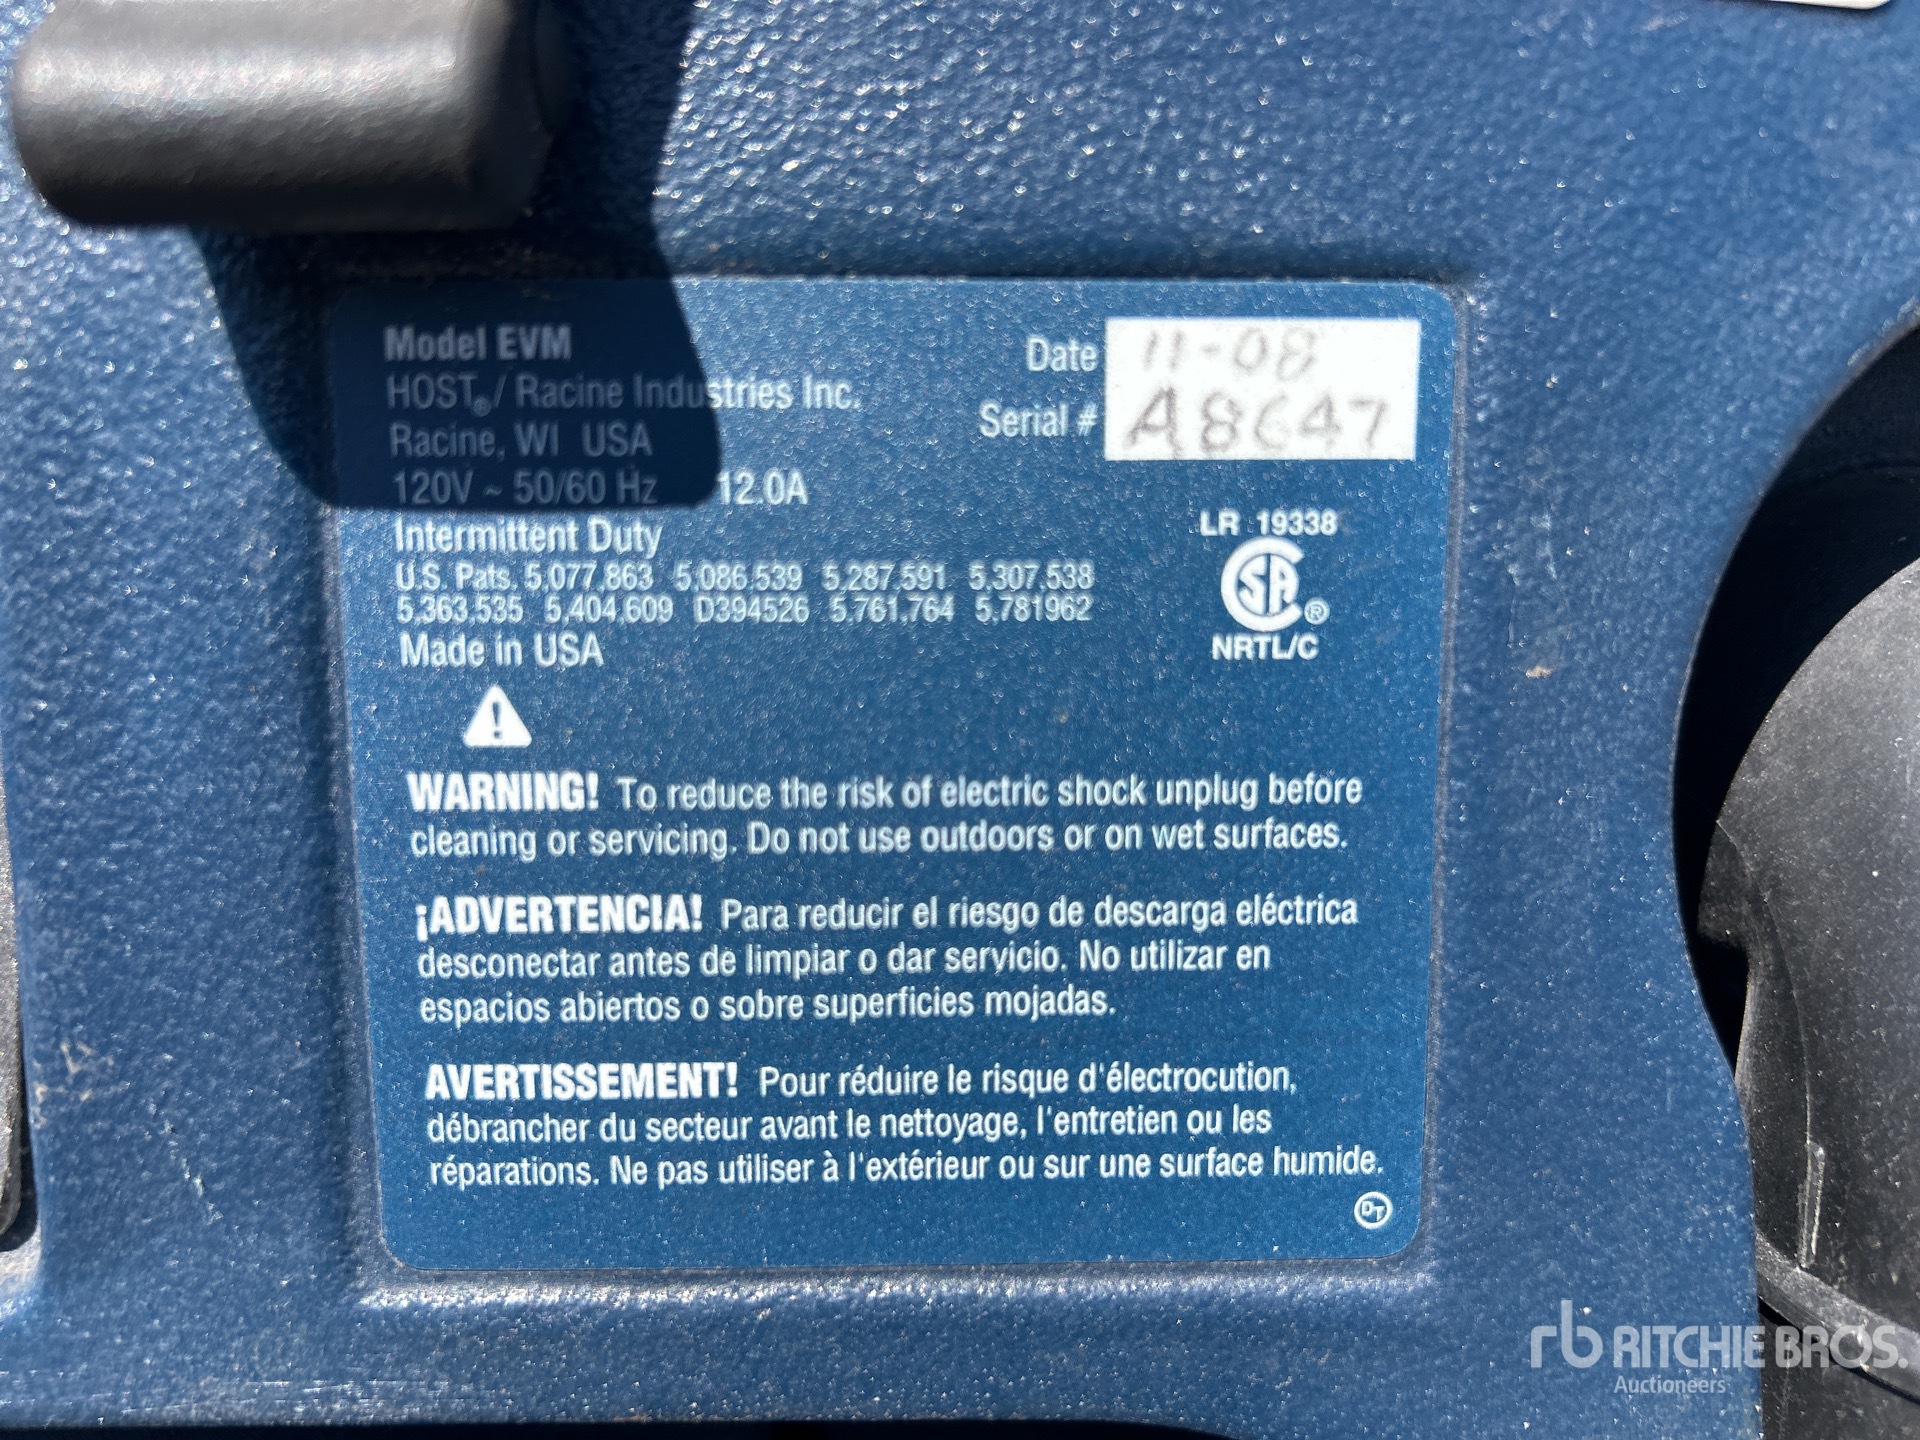 Model EVM
HOST® / Racine Industries Inc.
Racine, WI USA
120V ~ 50/60 Hz 12.0A
Intermittent Duty
U.S. Pats. 5,077,863 5,086,539 5,287,591 5,307,538
5,363,535 5,404,609 D394526 5,761,764 5,781962
Made in USA
Date 11-08
Serial # A8647
LR 19338
CSA ®
NRTL/C
WARNING! To reduce the risk of electric shock unplug before
cleaning or servicing. Do not use outdoors or on wet surfaces.
¡ADVERTENCIA! Para reducir el riesgo de descarga eléctrica
desconectar antes de limpiar o dar servicio. No utilizar en
espacios abiertos o sobre superficies mojadas.
AVERTISSEMENT! Pour réduire le risque d'électrocution,
débrancher du secteur avant le nettoyage, l'entretien ou les
réparations. Ne pas utiliser à l'extérieur ou sur une surface humide.
DT
rb RITCHIE BROS.
Auctioneers